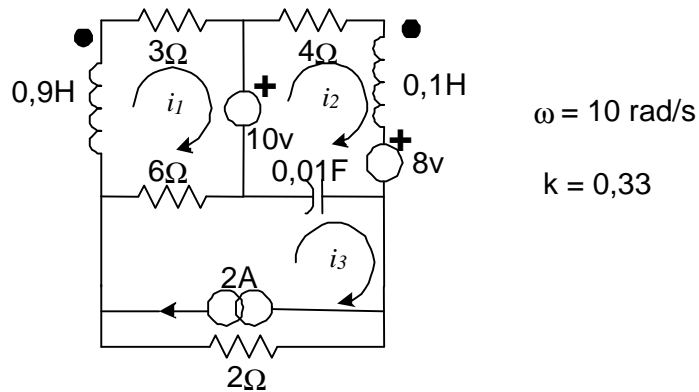 3Ω
4Ω
0,9H
i1
10v
i2
0,1H
ω = 10 rad/s
6Ω
0,01F
8v
k = 0,33
i3
2A
2Ω